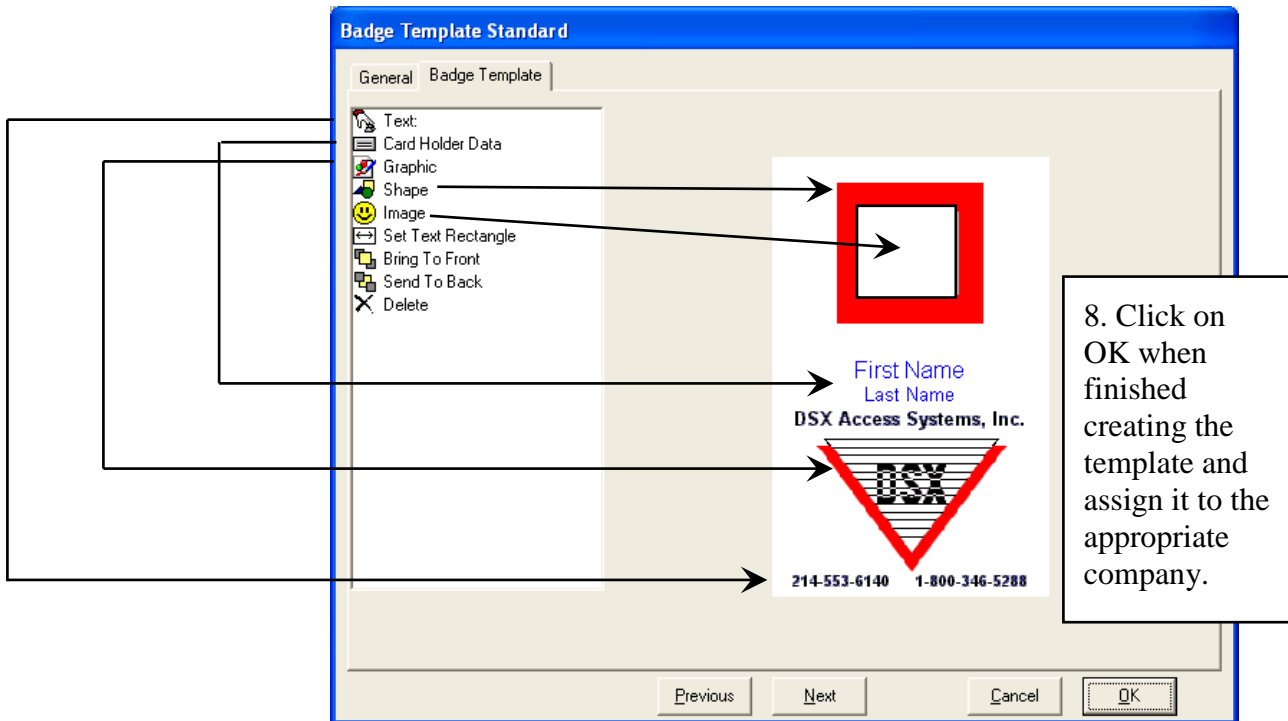 Badge Template Standard
General Badge Template
Text:
Card Holder Data
Graphic
Shape
Image
Set Text Rectangle
Bring To Front
Send To Back
Delete
First Name
Last Name
DSX Access Systems, Inc.
DSX
214-553-6140 1-800-346-5288
8. Click on
OK when
finished
creating the
template and
assign it to the
appropriate
company.
Previous Next Cancel OK